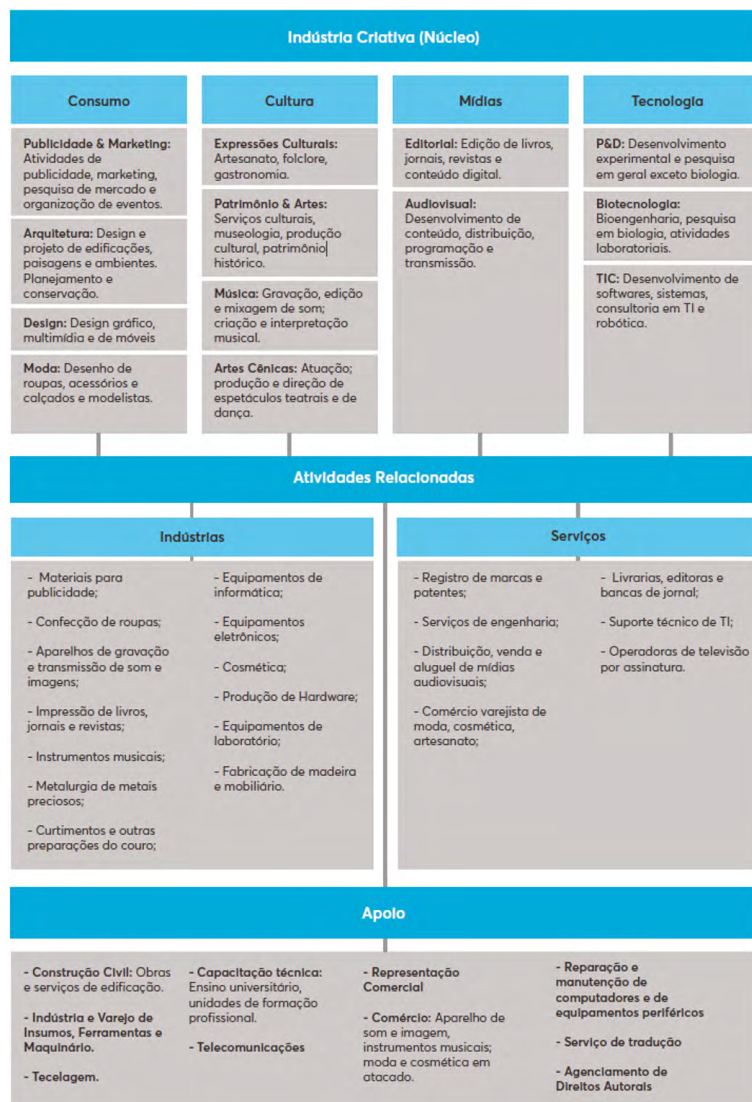 Indústria Criativa (Núcleo)
Consumo
Publicidade & Marketing:
Atividades de
publicidade, marketing,
pesquisa de mercado e
organização de eventos.
Arquitetura: Design e
projeto de edificações,
paisagens e ambientes.
Planejamento e
conservação.
Design: Design gráfico,
multimídia e de móveis
Moda: Desenho de
roupas, acessórios e
calçados e modelistas.
Cultura
Expressões Culturais:
Artesanato, folclore,
gastronomia.
Patrimônio & Artes:
Serviços culturais,
museologia, produção
cultural, patrimônio
histórico.
Música: Gravação, edição
e mixagem de som;
criação e interpretação
musical.
Artes Cênicas: Atuação;
produção e direção de
espetáculos teatrais e de
dança.
Mídias
Editorial: Edição de livros,
jornais, revistas e
conteúdo digital.
Audiovisual:
Desenvolvimento de
conteúdo, distribuição,
programação e
transmissão.
Tecnologia
P&D: Desenvolvimento
experimental e pesquisa
em geral exceto biologia.
Biotecnologia:
Bioengenharia, pesquisa
em biologia, atividades
laboratoriais.
TIC: Desenvolvimento de
softwares, sistemas,
consultoria em TI e
robótica.
Atividades Relacionadas
Indústrias
- Materiais para
publicidade;
- Confecção de roupas;
- Aparelhos de gravação
e transmissão de som e
imagens;
- Impressão de livros,
jornais e revistas;
- Instrumentos musicais;
- Metalurgia de metais
preciosos;
- Curtimentos e outras
preparações do couro;
- Equipamentos de
informática;
- Equipamentos
eletrônicos;
- Cosmética;
- Produção de Hardware;
- Equipamentos de
laboratório;
- Fabricação de madeira
e mobiliário.
Serviços
- Registro de marcas e
patentes;
- Serviços de engenharia;
- Distribuição, venda e
aluguel de mídias
audiovisuais;
- Comércio varejista de
moda, cosmética,
artesanato;
- Livrarias, editoras e
bancas de jornal;
- Suporte técnico de TI;
- Operadoras de televisão
por assinatura.
Apoio
- Construção Civil: Obras
e serviços de edificação.
- Indústria e Varejo de
Insumos, Ferramentas e
Maquinário.
- Tecelagem.
- Capacitação técnica:
Ensino universitário,
unidades de formação
profissional.
- Telecomunicações
- Representação
Comercial
- Comércio: Aparelho de
som e imagem,
instrumentos musicais;
moda e cosmética em
atacado.
- Reparação e
manutenção de
computadores e de
equipamentos periféricos
- Serviço de tradução
- Agenciamento de
Direitos Autorais